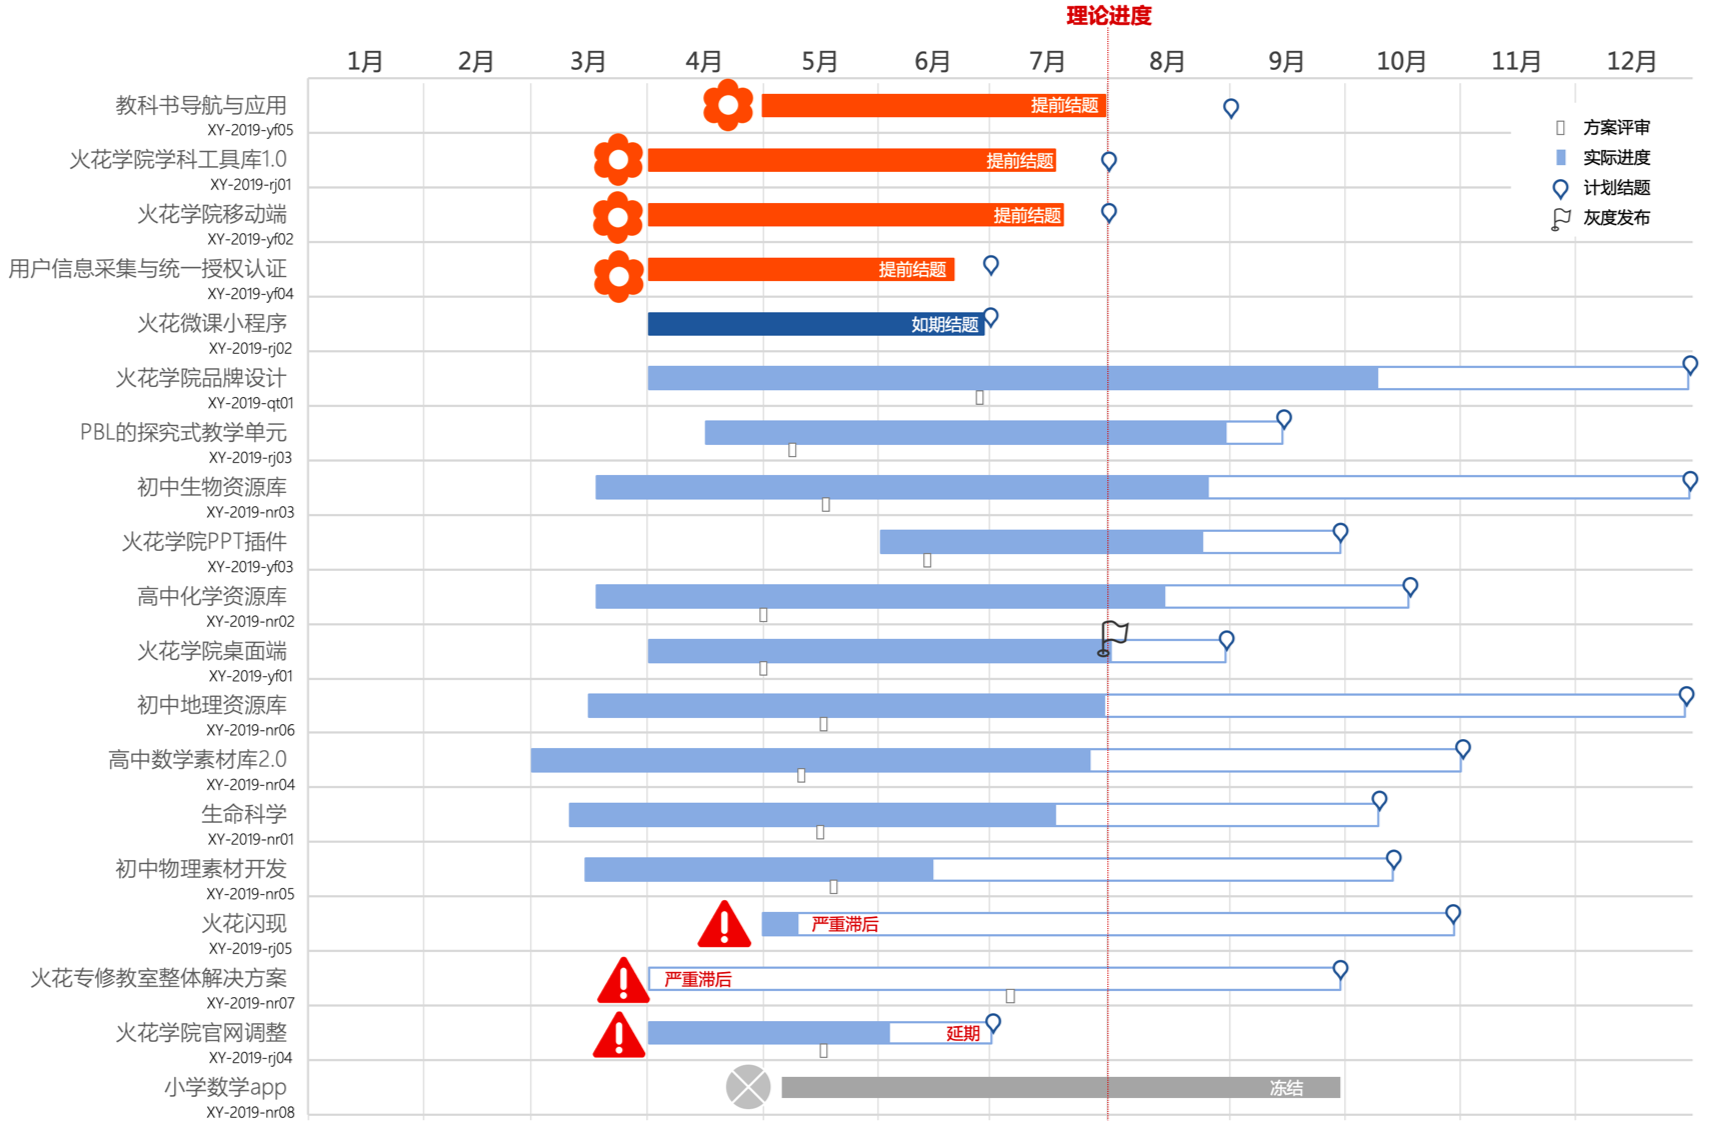 理论进度
1月 2月 3月 4月 5月 6月 7月 8月 9月 10月 11月 12月
教科书导航与应用 提前结题
XY-2019-yf05
方案评审
火花学院学科工具库1.0 提前结题
实际进度
XY-2019-rj01
计划结题
火花学院移动端 提前结题
灰度发布
XY-2019-yf02
用户信息采集与统一授权认证 提前结题
XY-2019-yf04
火花微课小程序 如期结题
XY-2019-rj02
火花学院品牌设计
XY-2019-qt01
PBL的探究式教学单元
XY-2019-rj03
初中生物资源库
XY-2019-nr03
火花学院PPT插件
XY-2019-yf03
高中化学资源库
XY-2019-nr02
火花学院桌面端
XY-2019-yf01
初中地理资源库
XY-2019-nr06
高中数学素材库2.0
XY-2019-nr04
生命科学
XY-2019-nr01
初中物理素材开发
XY-2019-nr05
火花闪现 严重滞后
XY-2019-rj05
火花专修教室整体解决方案 严重滞后
XY-2019-nr07
火花学院官网调整 延期
XY-2019-rj04
小学数学app 冻结
XY-2019-nr08